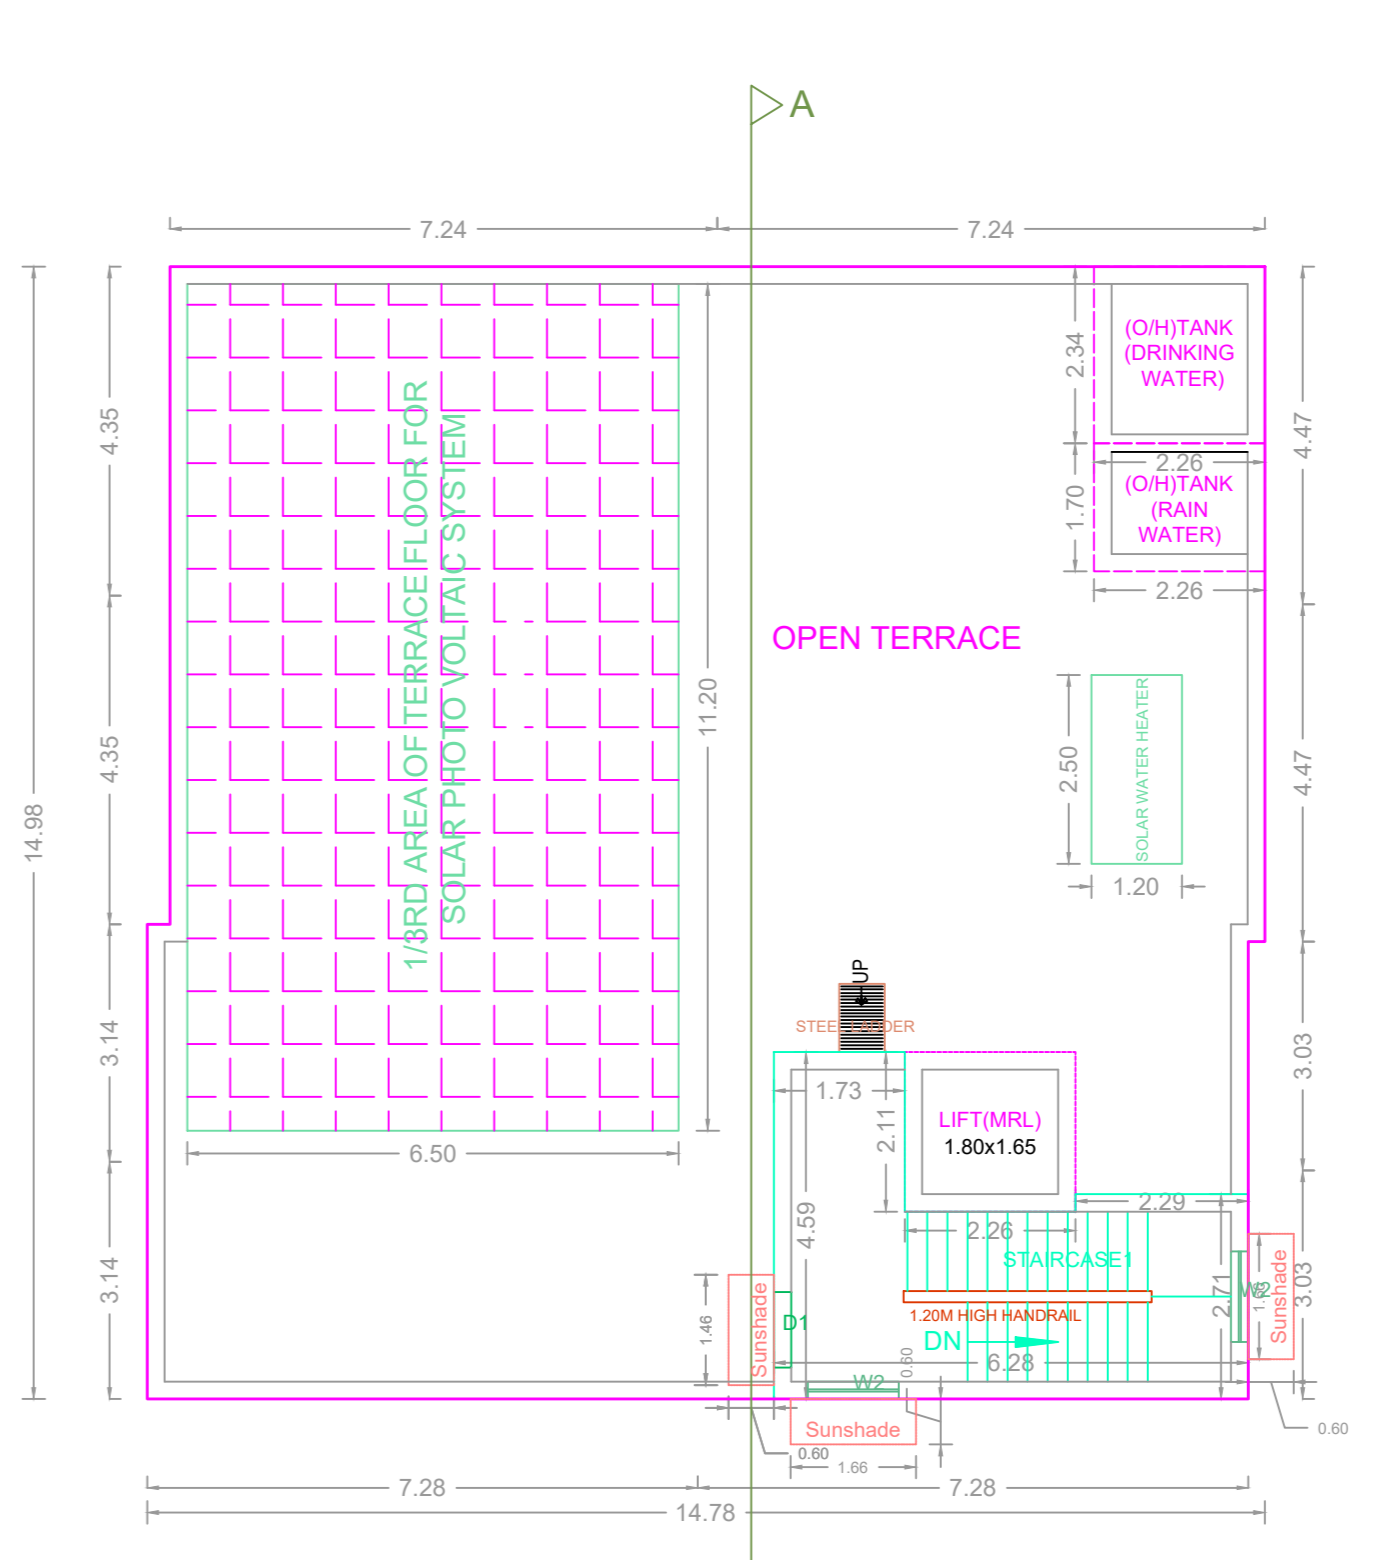 A
7.24
7.24
(O/H)TANK
(DRINKING
WATER)
2.34
4.35
4.47
2.26
(O/H)TANK
(RAIN
WATER)
1.70
2.26
1/3RD AREA OF TERRACE FLOOR FOR
SOLAR PHOTO VOLTAIC SYSTEM
OPEN TERRACE
11.20
SOLAR WATER HEATER
2.50
1.20
4.35
4.47
14.98
UP
STEEL LADDER
3.14
3.03
1.73
LIFT(MRL)
1.80x1.65
2.11
6.50
4.59
2.29
2.26
STAIRCASE1
2.71
W2
Sunshade
3.03
3.14
1.46
Sunshade
D1
1.20M HIGH HANDRAIL
DN
6.28
0.60
W2
Sunshade
0.60
0.60
1.66
7.28
7.28
14.78